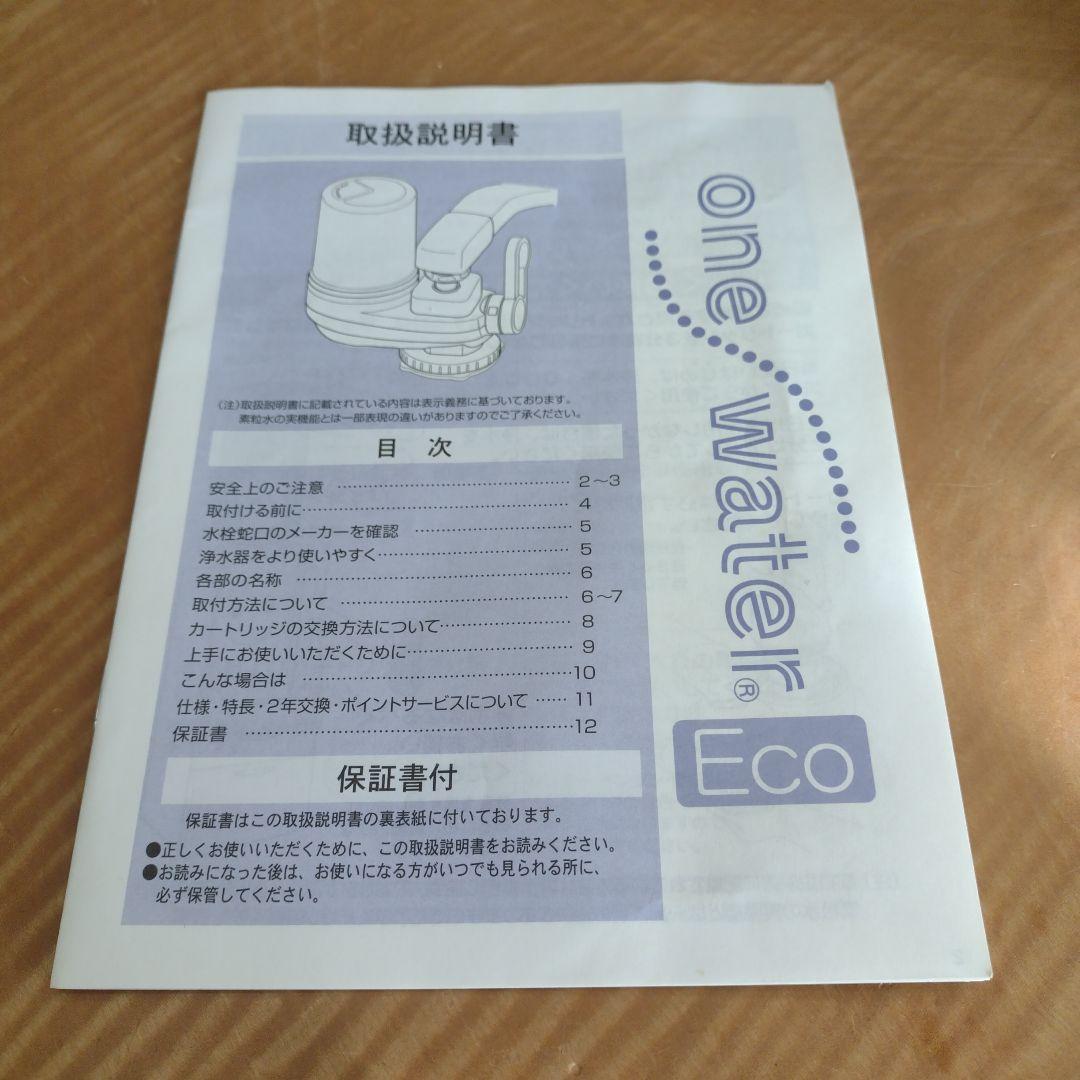 取扱説明書
(注)取扱説明書に記載されている内容は表示義務に基づいております。
素粒水の実機能とは一部表現の違いがありますのでご了承ください。
目 次
安全上のご注意 …………………………………… 2～3
取付ける前に…………………………………… 4
水栓蛇口のメーカーを確認 ……………………… 5
浄水器をより使いやすく……………………………… 5
各部の名称 …………………………………………… 6
取付方法について …………………………………… 6～7
カートリッジの交換方法について…………………… 8
上手にお使いいただくために………………………… 9
こんな場合は …………………………………………10
仕様・特長・2年交換・ポイントサービスについて …… 11
保証書 …………………………………………………12
保証書付
保証書はこの取扱説明書の裏表紙に付いております。
●正しくお使いいただくために、この取扱説明書をお読みください。
●お読みになった後は、お使いになる方がいつでも見られる所に、
必ず保管してください。
one water®
Eco